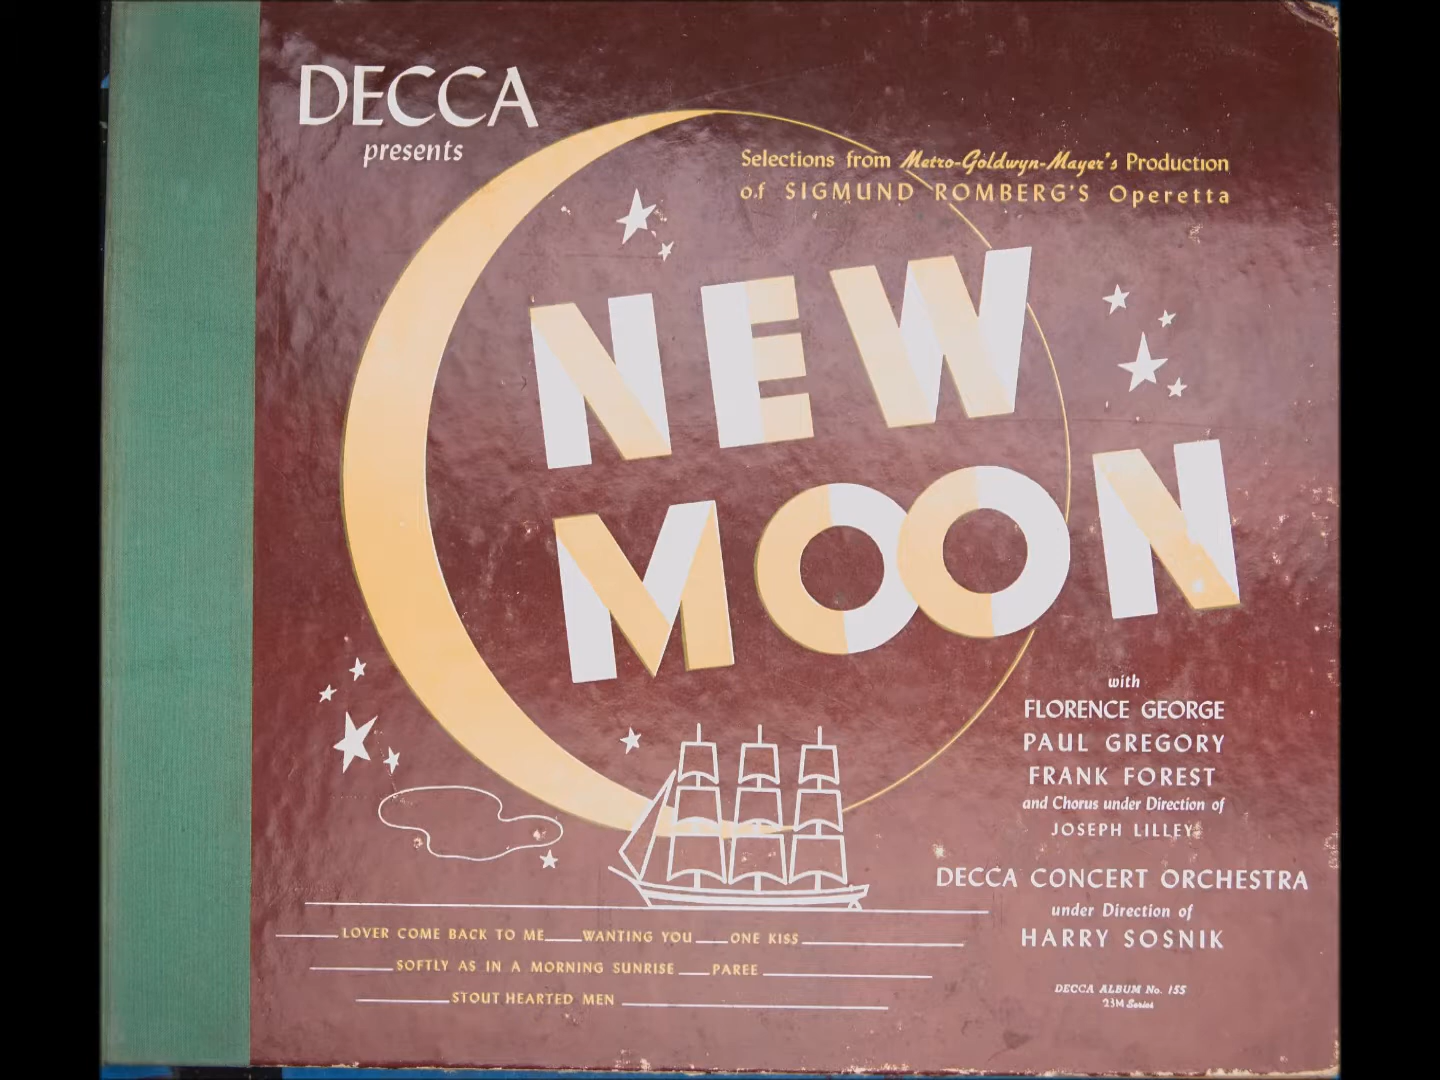 DECCA
presents
Selections from Metro-Goldwyn-Mayer's Production
of SIGMUND ROMBERG'S Operetta
NEW
MOON
with
FLORENCE GEORGE
PAUL GREGORY
FRANK FOREST
and Chorus under Direction of
JOSEPH LILLEY
DECCA CONCERT ORCHESTRA
under Direction of
HARRY SOSNIK
LOVER COME BACK TO ME WANTING YOU ONE KISS
SOFTLY AS IN A MORNING SUNRISE PAREE
STOUT HEARTED MEN
DECCA ALBUM No. 155
23M Series